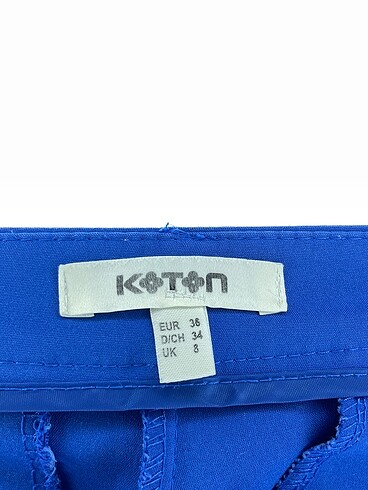 KOTON
EUR 36
D/CH 34
UK 8